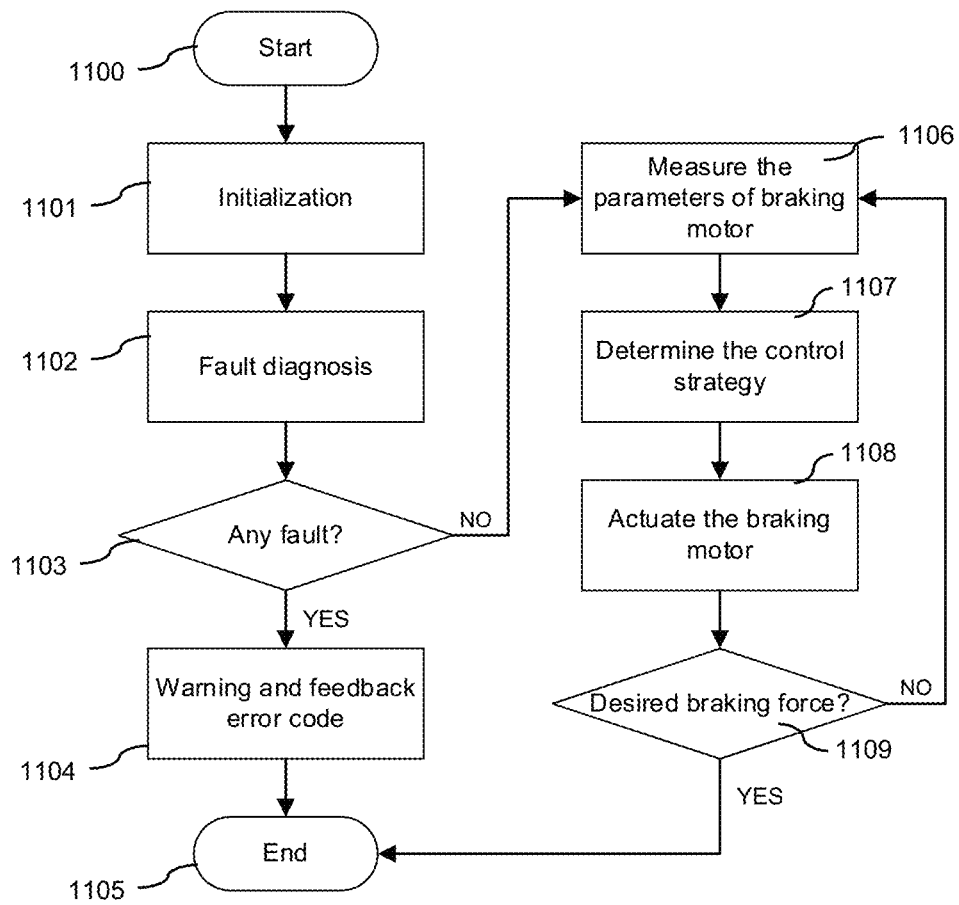 Start
1100
Initialization
1101
Fault diagnosis
1102
Any fault?
1103
NO
YES
Warning and feedback
error code
1104
End
1105
Measure the
parameters of braking
motor
1106
Determine the control
strategy
1107
Actuate the braking
motor
1108
Desired braking force?
1109
NO
YES